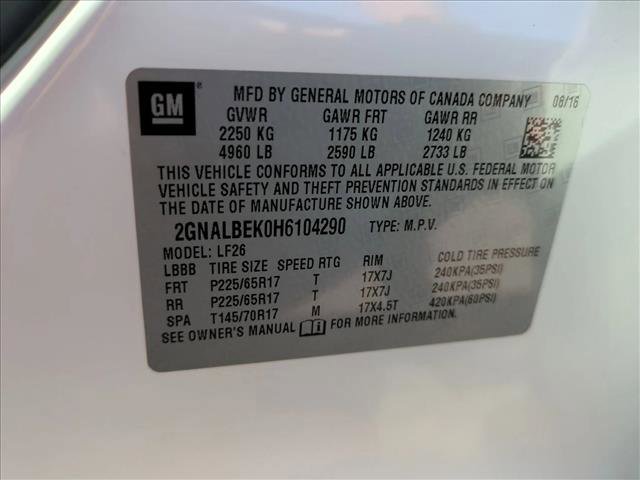 GM
MFD BY GENERAL MOTORS OF CANADA COMPANY 08/16
GVWR GAWR FRT GAWR RR
2250 KG 1175 KG 1240 KG
4960 LB 2590 LB 2733 LB
THIS VEHICLE CONFORMS TO ALL APPLICABLE U.S. FEDERAL MOTOR
VEHICLE SAFETY AND THEFT PREVENTION STANDARDS IN EFFECT ON
THE DATE OF MANUFACTURE SHOWN ABOVE.
2GNALBEK0H6104290 TYPE: M.P.V.
MODEL: LF26
LBBB TIRE SIZE SPEED RTG RIM COLD TIRE PRESSURE
FRT P225/65R17 T 17X7J 240KPA(35PSI)
RR P225/65R17 T 17X7J 240KPA(35PSI)
SPA T145/70R17 M 17X4.5T 420KPA(60PSI)
SEE OWNER'S MANUAL FOR MORE INFORMATION.